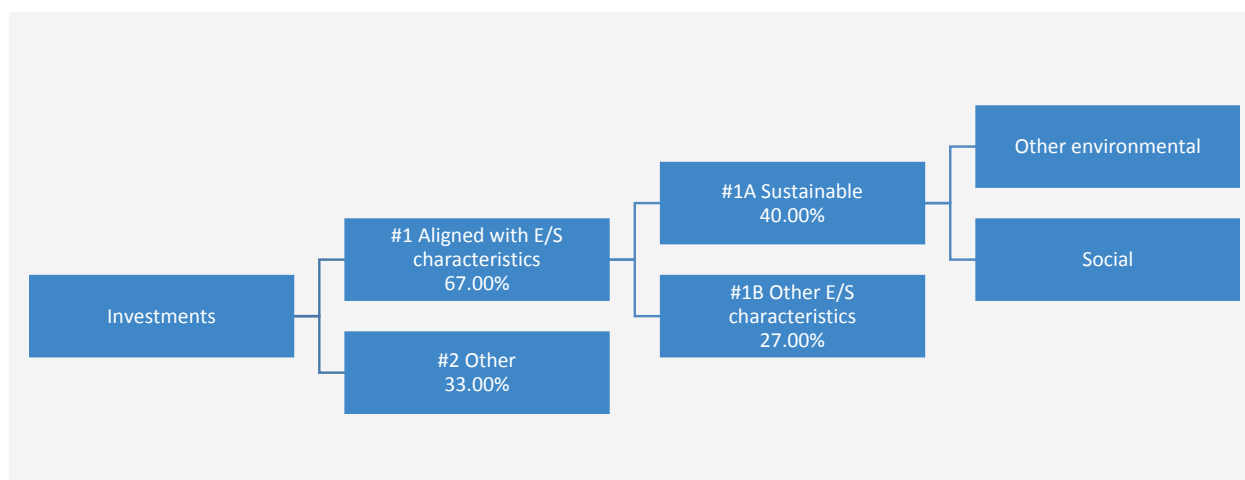 Investments
#1 Aligned with E/S
characteristics
67.00%
#2 Other
33.00%
#1A Sustainable
40.00%
#1B Other E/S
characteristics
27.00%
Other environmental
Social